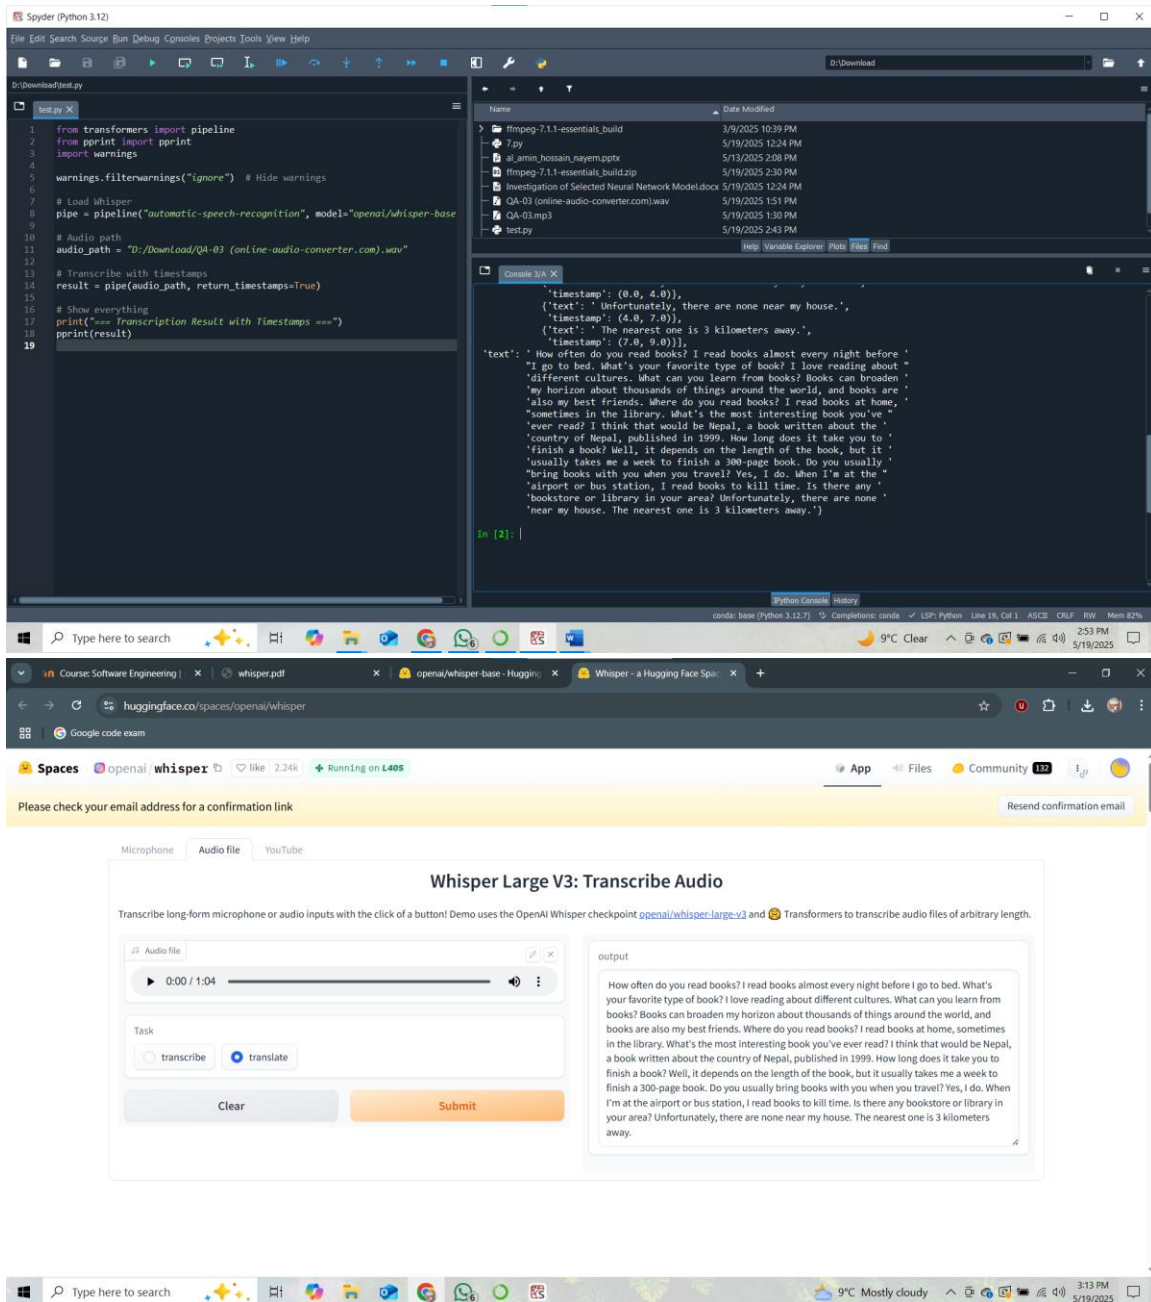 Spyder (Python 3.12)
File Edit Search Source Run Debug Consoles Projects Tools View Help
D:\Download
D:\Download\test.py
test.py
1 from transformers import pipeline
2 from pprint import pprint
3 import warnings
4
5 warnings.filterwarnings("ignore")  # Hide warnings
6
7 # Load Whisper
8 pipe = pipeline("automatic-speech-recognition", model="openai/whisper-base
9
10 # Audio path
11 audio_path = "D:/Download/QA-03 (online-audio-converter.com).wav"
12
13 # Transcribe with timestamps
14 result = pipe(audio_path, return_timestamps=True)
15
16 # Show everything
17 print("=== Transcription Result with Timestamps ===")
18 pprint(result)
19
Name Date Modified
ffmpeg-7.1.1-essentials_build 3/9/2025 10:39 PM
7.py 5/19/2025 12:24 PM
al_amin_hossain_nayem.pptx 5/13/2025 2:08 PM
ffmpeg-7.1.1-essentials_build.zip 5/19/2025 2:30 PM
Investigation of Selected Neural Network Model.docx 5/19/2025 12:24 PM
QA-03 (online-audio-converter.com).wav 5/19/2025 1:51 PM
QA-03.mp3 5/19/2025 1:30 PM
test.py 5/19/2025 2:43 PM
Help Variable Explorer Plots Files Find
Console 3/A
'timestamp': (0.0, 4.0)},
{'text': ' Unfortunately, there are none near my house.',
'timestamp': (4.0, 7.0)},
{'text': ' The nearest one is 3 kilometers away.',
'timestamp': (7.0, 9.0)}],
'text': ' How often do you read books? I read books almost every night before '
"I go to bed. What's your favorite type of book? I love reading about "
'different cultures. What can you learn from books? Books can broaden '
'my horizon about thousands of things around the world, and books are '
'also my best friends. Where do you read books? I read books at home, '
"sometimes in the library. What's the most interesting book you've "
'ever read? I think that would be Nepal, a book written about the '
'country of Nepal, published in 1999. How long does it take you to '
'finish a book? Well, it depends on the length of the book, but it '
'usually takes me a week to finish a 300-page book. Do you usually '
"bring books with you when you travel? Yes, I do. When I'm at the "
'airport or bus station, I read books to kill time. Is there any '
'bookstore or library in your area? Unfortunately, there are none '
'near my house. The nearest one is 3 kilometers away.'}
In [2]:
IPython Console History
conda: base (Python 3.12.7) Completions: conda LSP: Python Line 19, Col 1 ASCII CRLF RW Mem 82%
Type here to search 6 9°C Clear 2:53 PM
5/19/2025
Course: Software Engineering | whisper.pdf openai/whisper-base · Hugging Whisper - a Hugging Face Spac
huggingface.co/spaces/openai/whisper
Google code exam
Spaces openai/whisper like 2.24k Running on L40S App Files Community 132
Please check your email address for a confirmation link Resend confirmation email
Microphone Audio file YouTube
Whisper Large V3: Transcribe Audio
Transcribe long-form microphone or audio inputs with the click of a button! Demo uses the OpenAI Whisper checkpoint openai/whisper-large-v3 and 🤗 Transformers to transcribe audio files of arbitrary length.
Audio file
0:00 / 1:04
Task
transcribe translate
Clear Submit
output
How often do you read books? I read books almost every night before I go to bed. What's
your favorite type of book? I love reading about different cultures. What can you learn from
books? Books can broaden my horizon about thousands of things around the world, and
books are also my best friends. Where do you read books? I read books at home, sometimes
in the library. What's the most interesting book you've ever read? I think that would be Nepal,
a book written about the country of Nepal, published in 1999. How long does it take you to
finish a book? Well, it depends on the length of the book, but it usually takes me a week to
finish a 300-page book. Do you usually bring books with you when you travel? Yes, I do. When
I'm at the airport or bus station, I read books to kill time. Is there any bookstore or library in
your area? Unfortunately, there are none near my house. The nearest one is 3 kilometers
away.
Type here to search 6 9°C Mostly cloudy 3:13 PM
5/19/2025